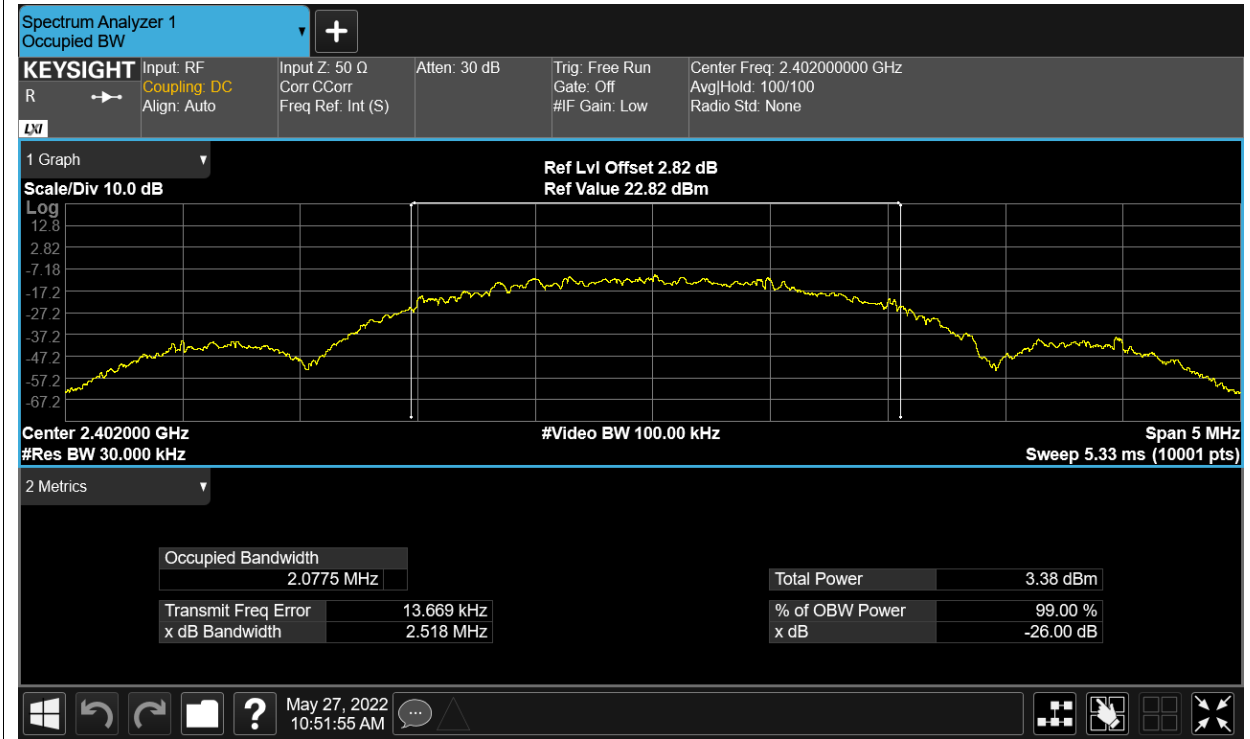 Spectrum Analyzer 1
Occupied BW
KEYSIGHT
R
LXI
Input: RF
Coupling: DC
Align: Auto
Input Z: 50 Ω
Corr CCorr
Freq Ref: Int (S)
Atten: 30 dB
Trig: Free Run
Gate: Off
#IF Gain: Low
Center Freq: 2.402000000 GHz
Avg|Hold: 100/100
Radio Std: None
1 Graph
Scale/Div 10.0 dB
Ref Lvl Offset 2.82 dB
Ref Value 22.82 dBm
Log
12.8
2.82
-7.18
-17.2
-27.2
-37.2
-47.2
-57.2
-67.2
Center 2.402000 GHz
#Video BW 100.00 kHz
Span 5 MHz
#Res BW 30.000 kHz
Sweep 5.33 ms (10001 pts)
2 Metrics
Occupied Bandwidth
2.0775 MHz
Transmit Freq Error 13.669 kHz
x dB Bandwidth 2.518 MHz
Total Power 3.38 dBm
% of OBW Power 99.00 %
x dB -26.00 dB
?
May 27, 2022
10:51:55 AM